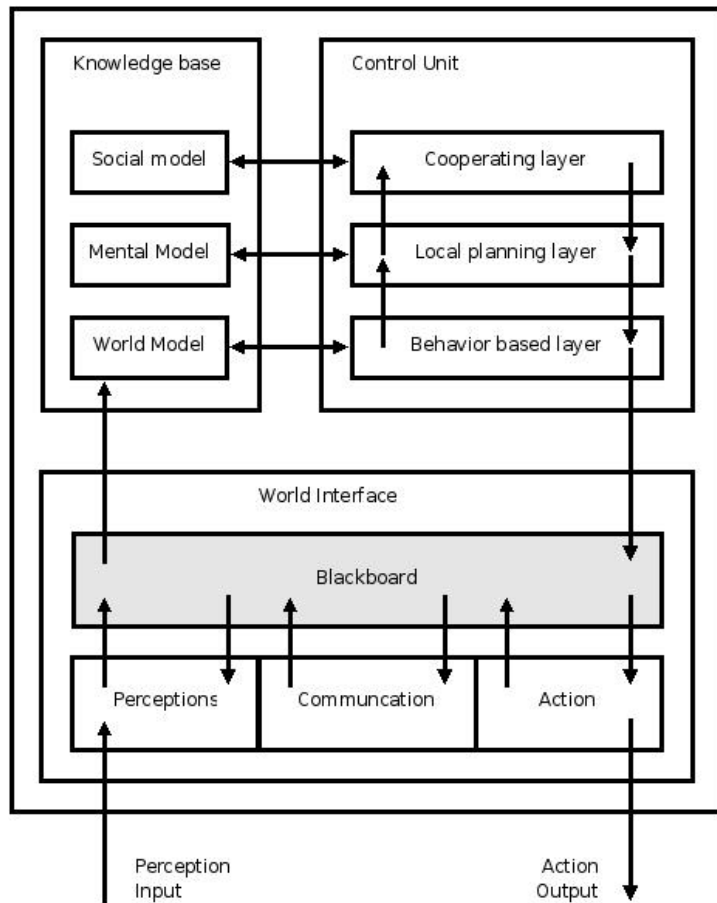 Knowledge base
Control Unit
Social model
Cooperating layer
Mental Model
Local planning layer
World Model
Behavior based layer
World Interface
Blackboard
Perceptions
Communcation
Action
Perception
Input
Action
Output